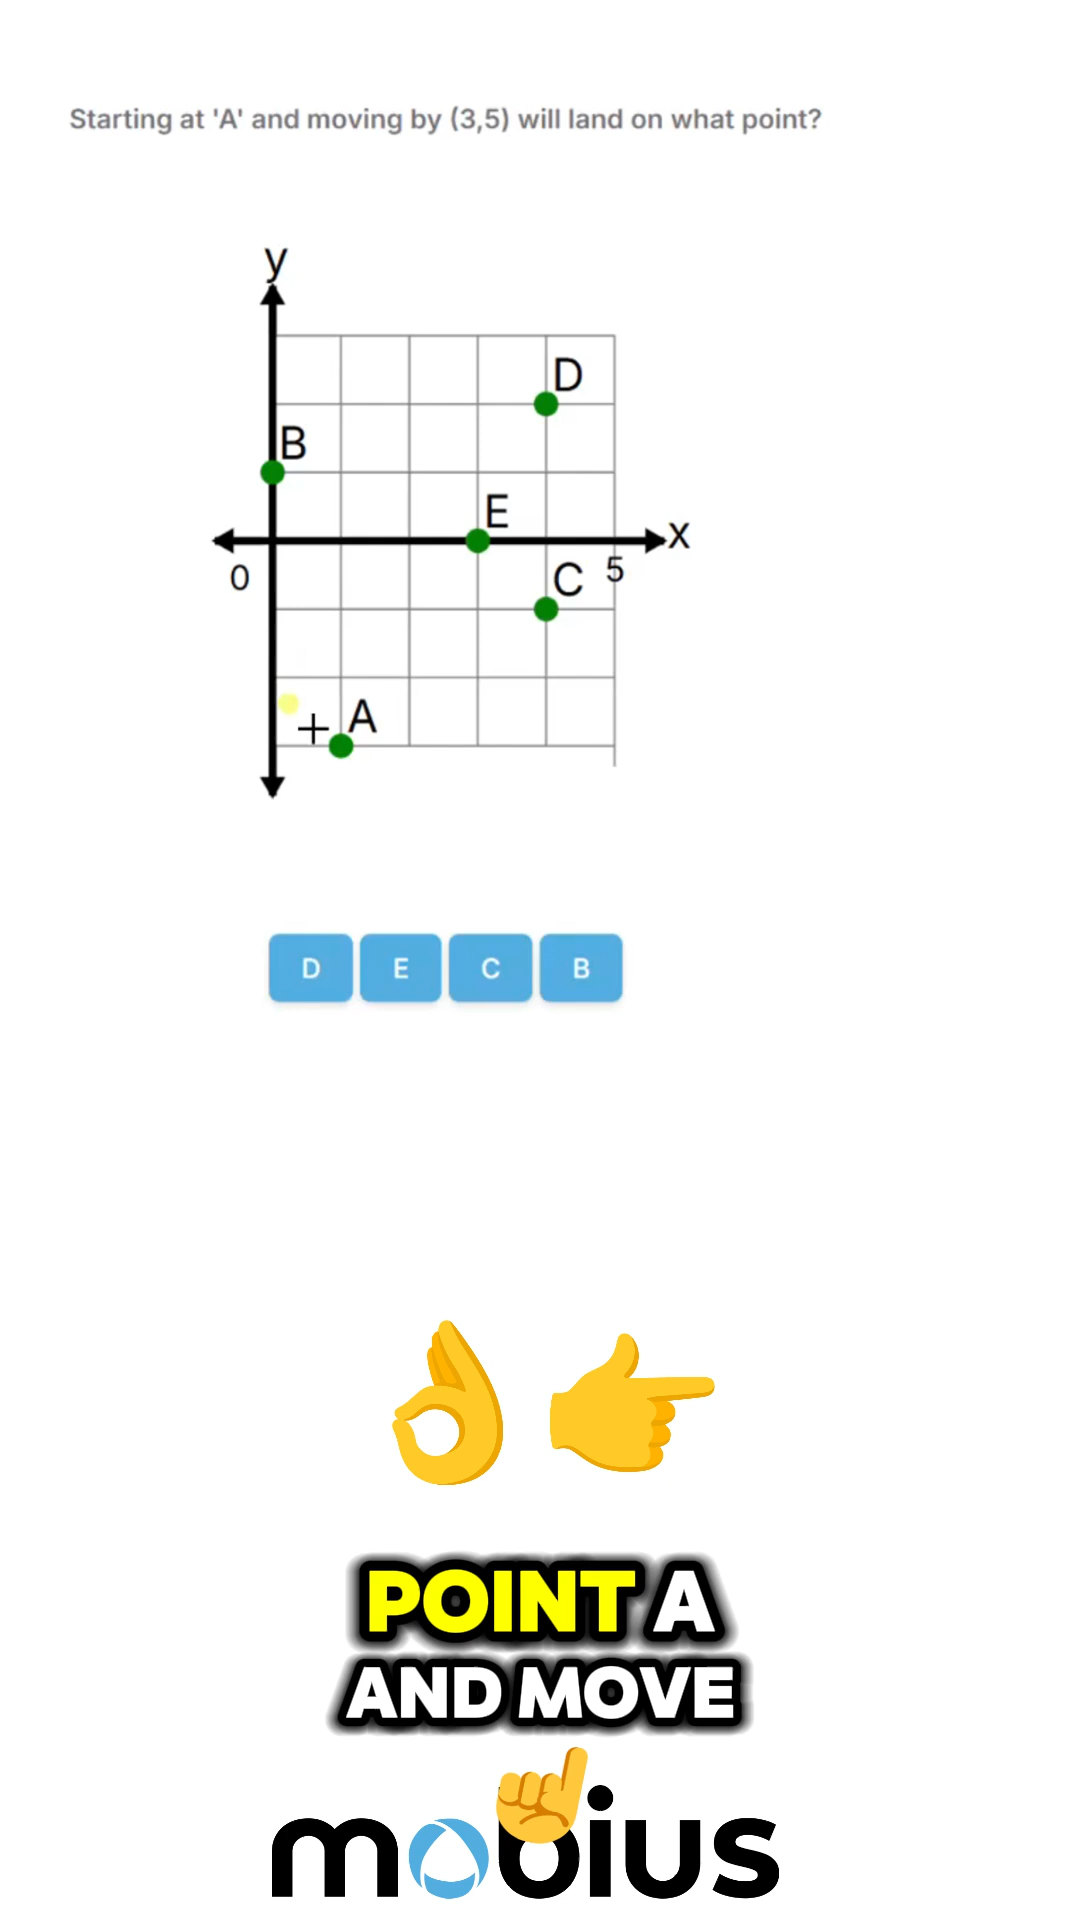 Starting at 'A' and moving by (3,5) will land on what point?
y
D
B
E
x
0
C 5
A
D E C B
POINT A
AND MOVE
mobius